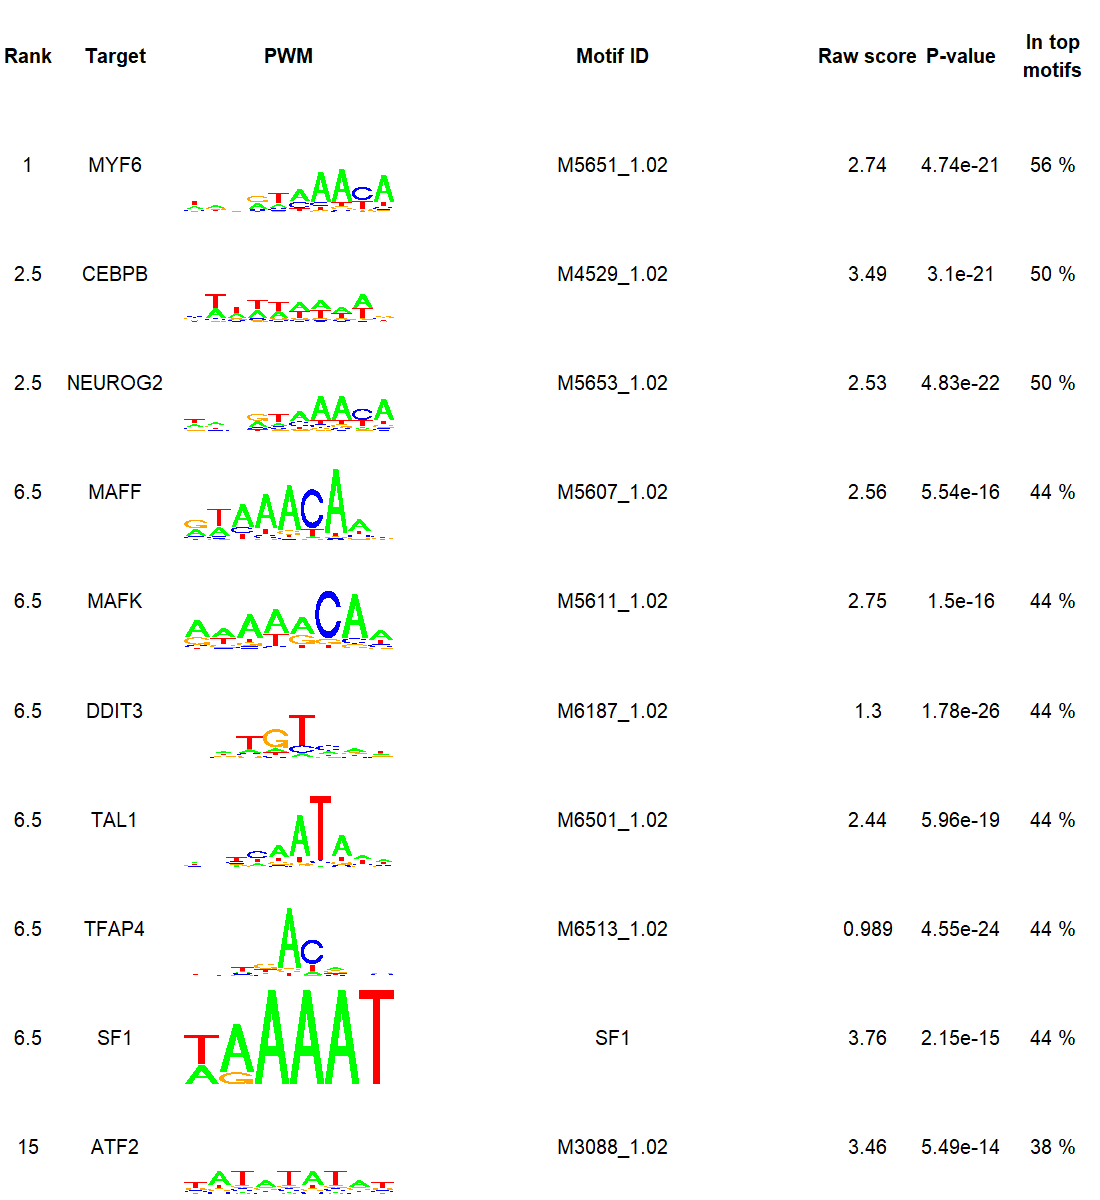 Rank Target PWM Motif ID Raw score P-value In top motifs
1 MYF6 M5651_1.02 2.74 4.74e-21 56 %
2.5 CEBPB M4529_1.02 3.49 3.1e-21 50 %
2.5 NEUROG2 M5653_1.02 2.53 4.83e-22 50 %
6.5 MAFF M5607_1.02 2.56 5.54e-16 44 %
6.5 MAFK M5611_1.02 2.75 1.5e-16 44 %
6.5 DDIT3 M6187_1.02 1.3 1.78e-26 44 %
6.5 TAL1 M6501_1.02 2.44 5.96e-19 44 %
6.5 TFAP4 M6513_1.02 0.989 4.55e-24 44 %
6.5 SF1 SF1 3.76 2.15e-15 44 %
15 ATF2 M3088_1.02 3.46 5.49e-14 38 %